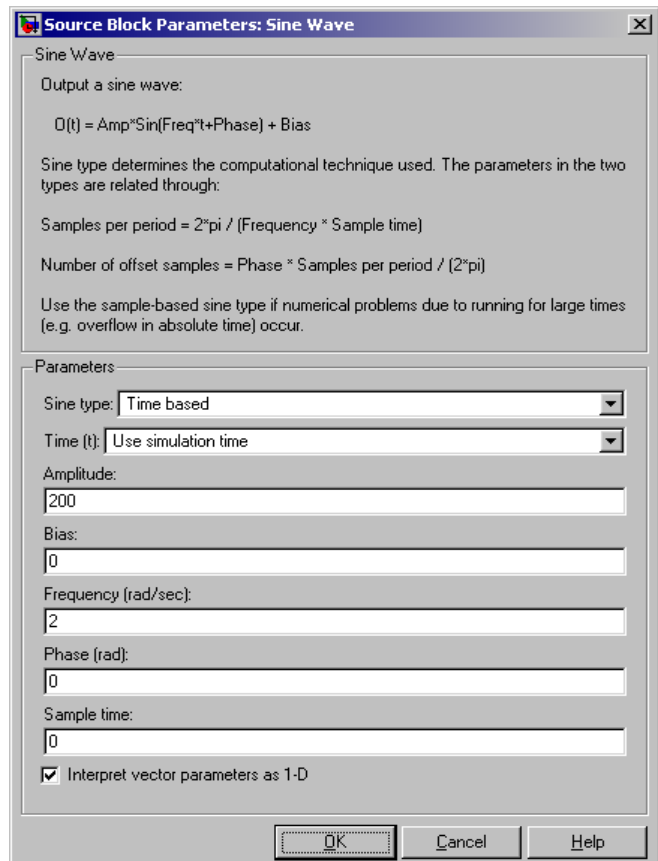 Source Block Parameters: Sine Wave
Sine Wave
Output a sine wave:
O(t) = Amp*Sin(Freq*t+Phase) + Bias
Sine type determines the computational technique used. The parameters in the two
types are related through:
Samples per period = 2*pi / (Frequency * Sample time)
Number of offset samples = Phase * Samples per period / (2*pi)
Use the sample-based sine type if numerical problems due to running for large times
(e.g. overflow in absolute time) occur.
Parameters
Sine type: Time based
Time (t): Use simulation time
Amplitude:
200
Bias:
0
Frequency (rad/sec):
2
Phase (rad):
0
Sample time:
0
Interpret vector parameters as 1-D
OK Cancel Help